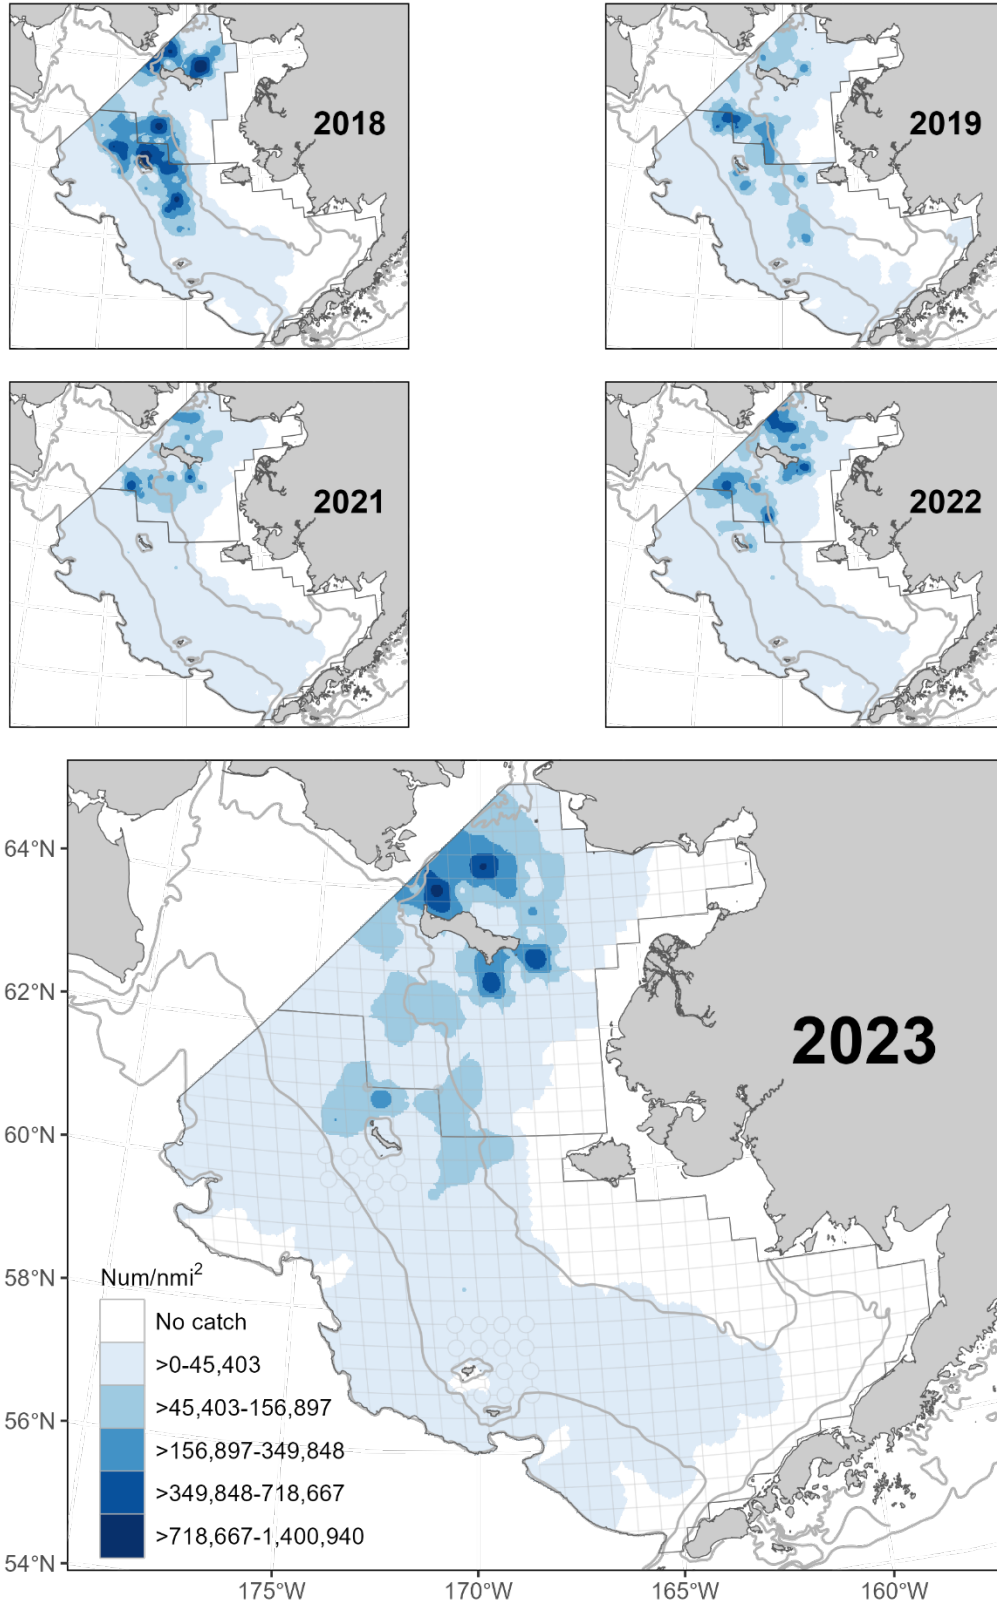 2018
2019
2021
2022
2023
64°N
62°N
60°N
58°N
56°N
54°N
Num/nmi²
No catch
>0-45,403
>45,403-156,897
>156,897-349,848
>349,848-718,667
>718,667-1,400,940
175°W
170°W
165°W
160°W